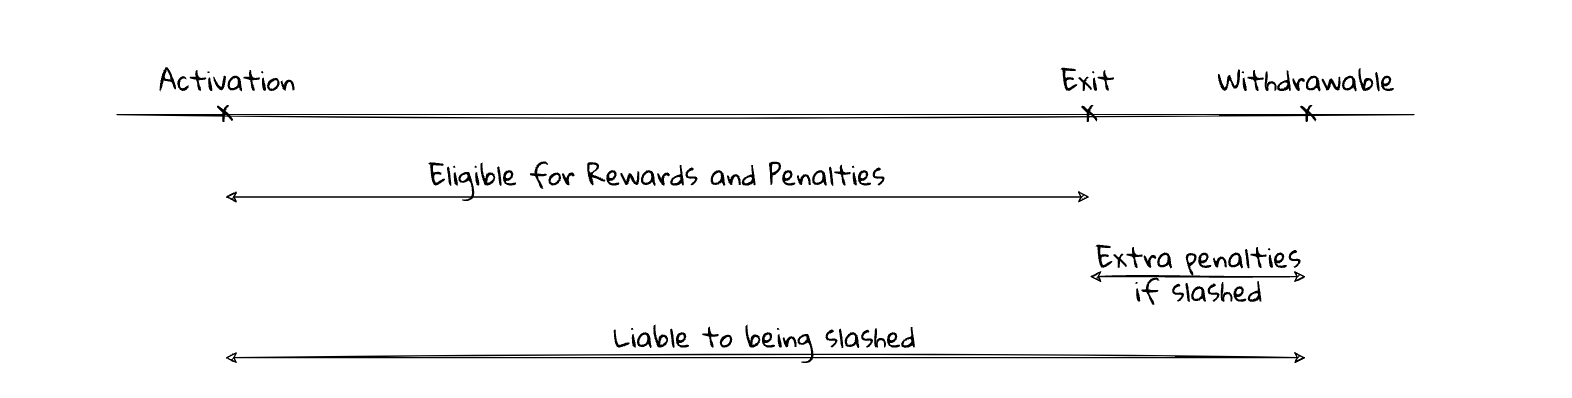 Activation
Exit
Withdrawable
Eligible for Rewards and Penalties
Extra penalties
if slashed
Liable to being slashed